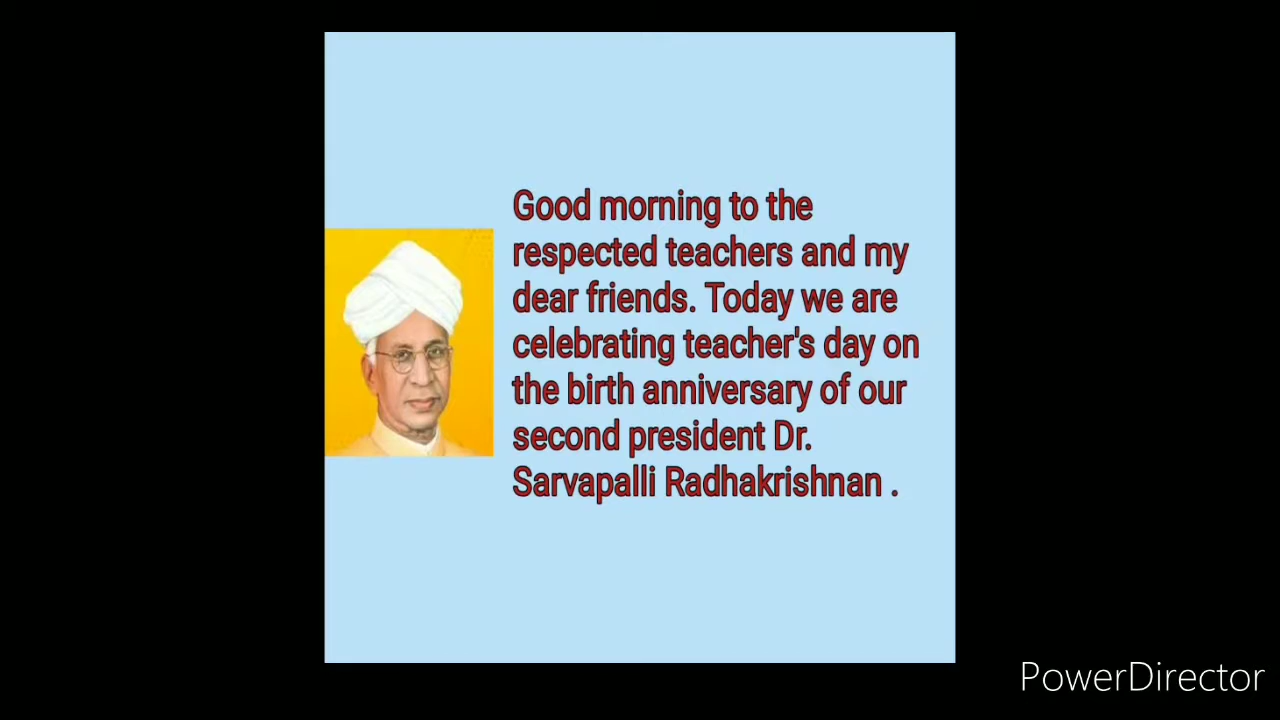 Good morning to the
respected teachers and my
dear friends. Today we are
celebrating teacher's day on
the birth anniversary of our
second president Dr.
Sarvapalli Radhakrishnan .
PowerDirector